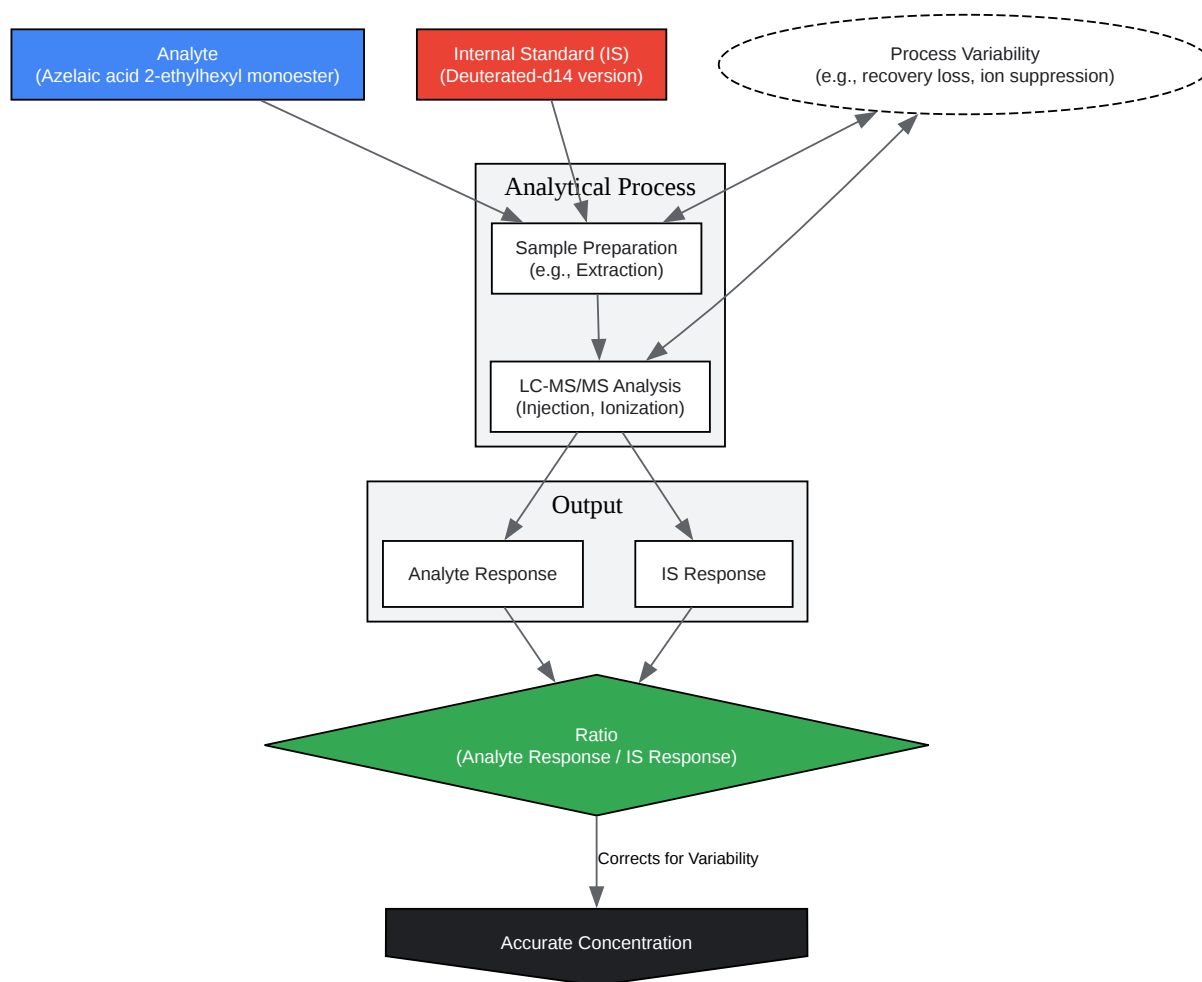 Analyte
(Azelaic acid 2-ethylhexyl monoester)
Internal Standard (IS)
(Deuterated-d14 version)
Process Variability
(e.g., recovery loss, ion suppression)
Analytical Process
Sample Preparation
(e.g., Extraction)
LC-MS/MS Analysis
(Injection, Ionization)
Output
Analyte Response
IS Response
Ratio
(Analyte Response / IS Response)
Corrects for Variability
Accurate Concentration